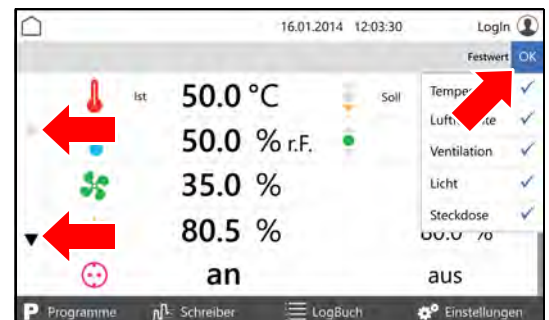 16.01.2014 12:03:30 LogIn
Festwert OK
Ist 50.0 °C Soll
50.0 % r.F.
35.0 %
80.5 %
an aus
Ventilation
Licht
Steckdose
P Programme Schreiber LogBuch Einstellungen